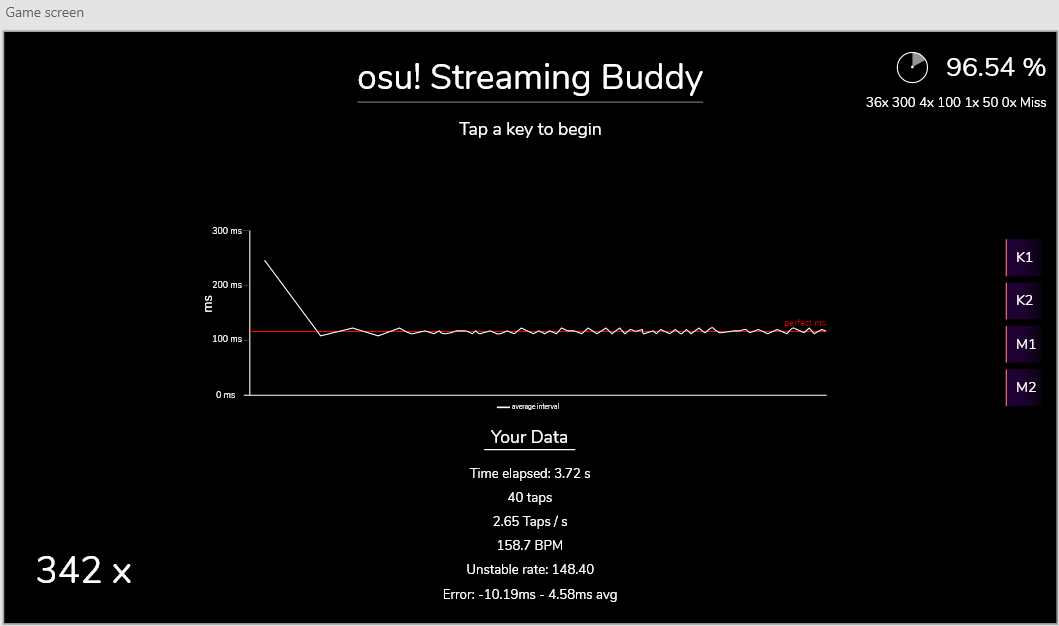 Game screen
osu! Streaming Buddy
96.54 %
36x 300 4x 100 1x 50 0x Miss
Tap a key to begin
300 ms
200 ms
100 ms
0 ms
ms
perfect ms
average interval
K1
K2
M1
M2
Your Data
Time elapsed: 3.72 s
40 taps
2.65 Taps / s
158.7 BPM
Unstable rate: 148.40
Error: -10.19ms - 4.58ms avg
342 x